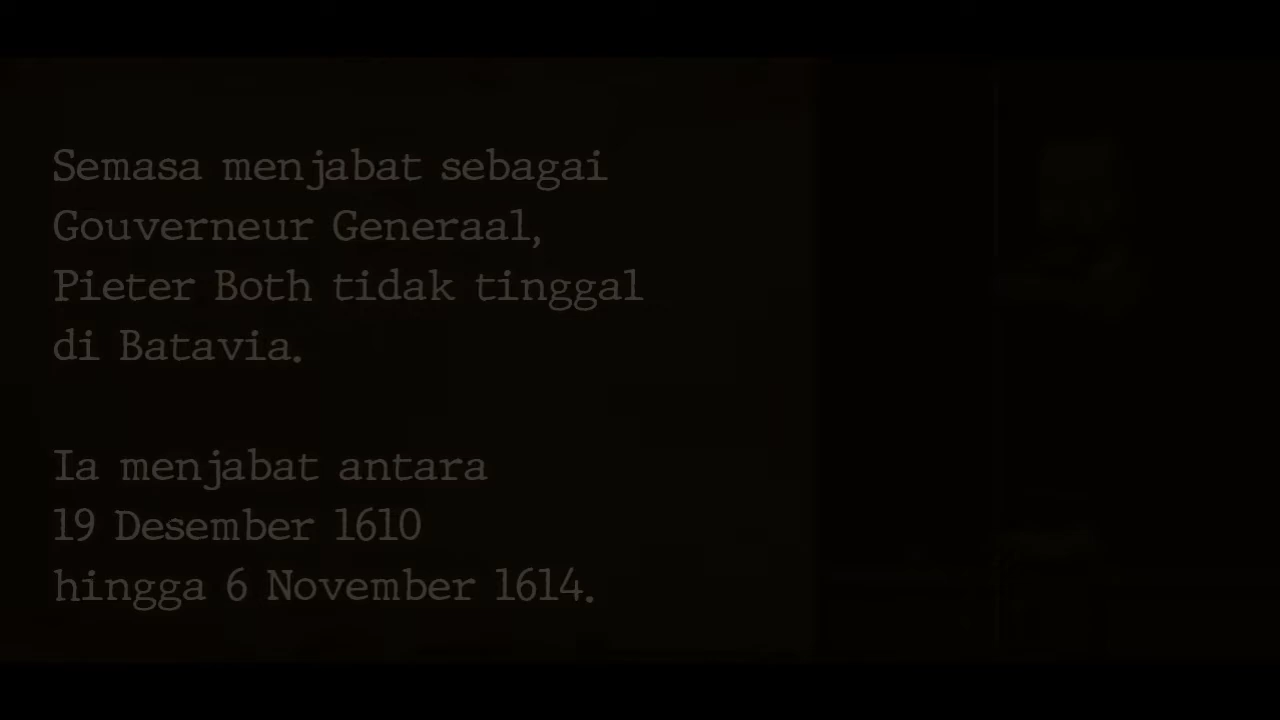 Semasa menjabat sebagai
Gouverneur Generaal,
Pieter Both tidak tinggal
di Batavia.
Ia menjabat antara
19 Desember 1610
hingga 6 November 1614.